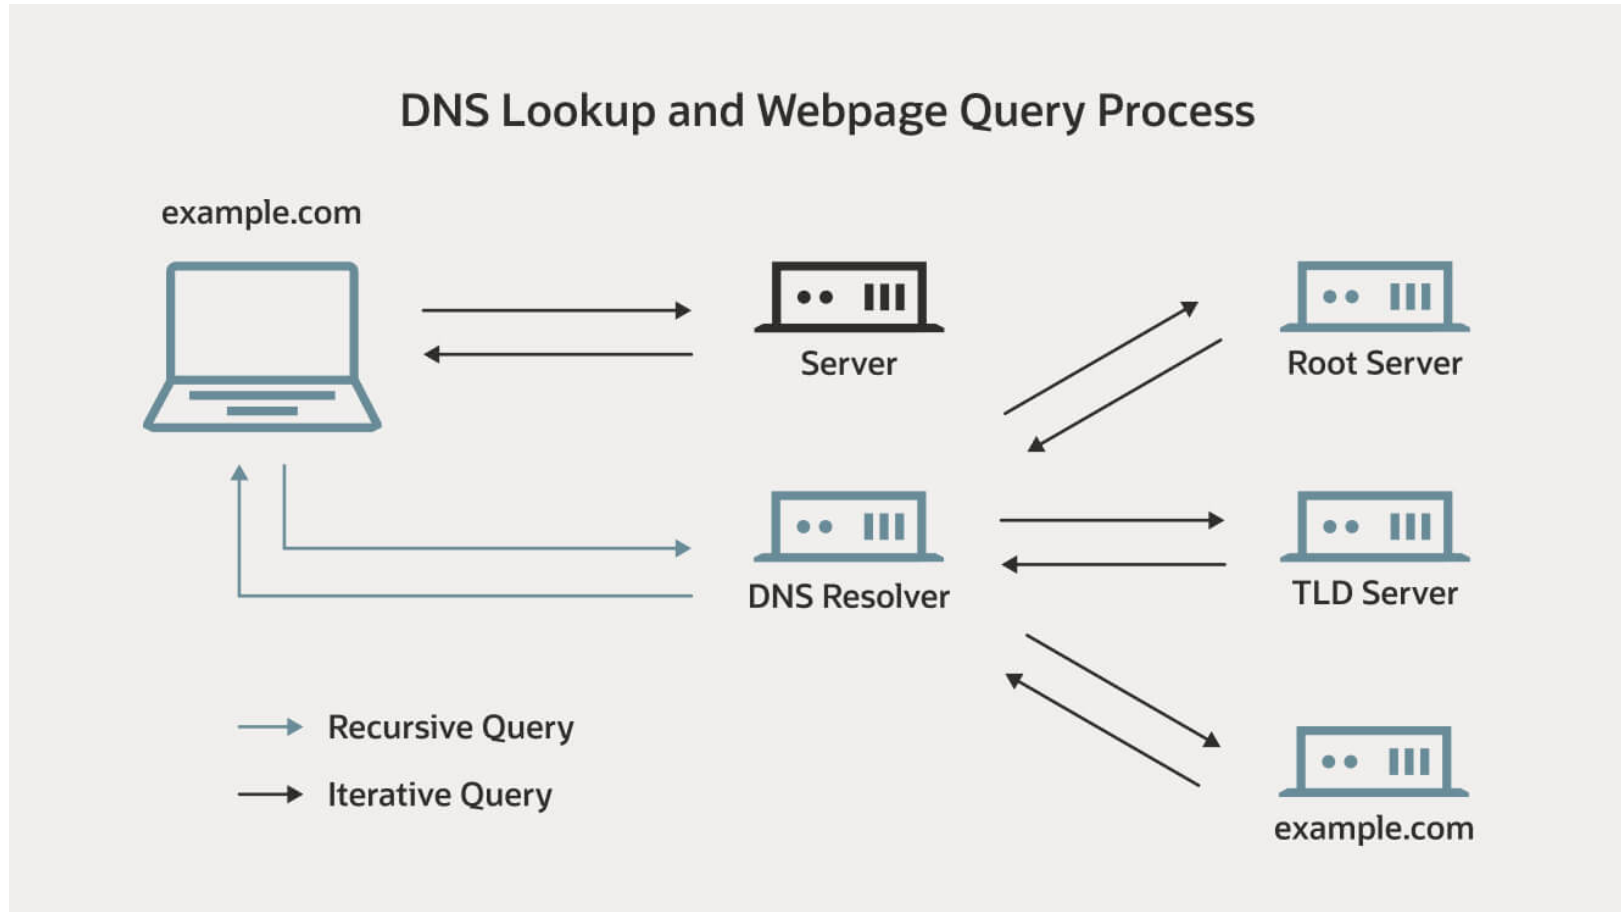 DNS Lookup and Webpage Query Process
example.com
Server
Root Server
DNS Resolver
TLD Server
Recursive Query
Iterative Query
example.com